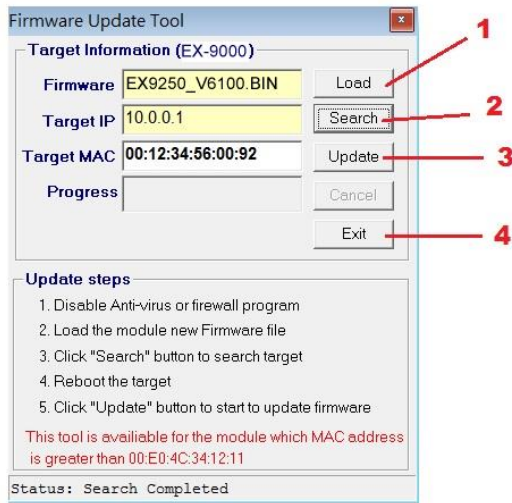 Firmware Update Tool
x
1
Target Information (EX-9000)
Firmware EX9250_V6100.BIN Load
2
Target IP 10.0.0.1 Search
Target MAC 00:12:34:56:00:92 Update 3
Progress Cancel
Exit 4
Update steps
1. Disable Anti-virus or firewall program
2. Load the module new Firmware file
3. Click "Search" button to search target
4. Reboot the target
5. Click "Update" button to start to update firmware
This tool is availiable for the module which MAC address
is greater than 00:E0:4C:34:12:11
Status: Search Completed